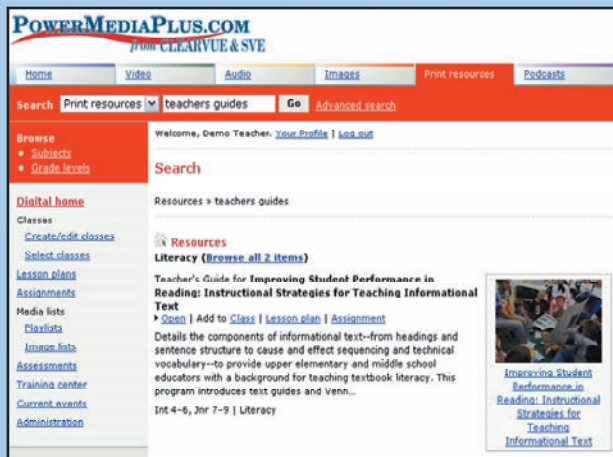 POWERMEDIAPLUS.COM
from CLEARVUE & SVE
Home Video Audio Images Print resources Podcasts
Search Print resources teachers guides Go Advanced search
Browse
• Subjects
• Grade levels
Digital home
Classes
Create/edit classes
Select classes
Lesson plans
Assignments
Media lists
Playlists
Image lists
Assessments
Training center
Current events
Administration
Welcome, Demo Teacher. Your Profile | Log out
Search
Resources » teachers guides
Resources
Literacy (Browse all 2 items)
Teacher's Guide for Improving Student Performance in
Reading: Instructional Strategies for Teaching Informational
Text
Open | Add to Class | Lesson plan | Assignment
Details the components of informational text--from headings and
sentence structure to cause and effect sequencing and technical
vocabulary--to provide upper elementary and middle school
educators with a background for teaching textbook literacy. This
program introduces text guides and Venn...
Int 4-6, Jnr 7-9 | Literacy
Improving Student
Performance in
Reading: Instructional
Strategies for
Teaching
Informational Text